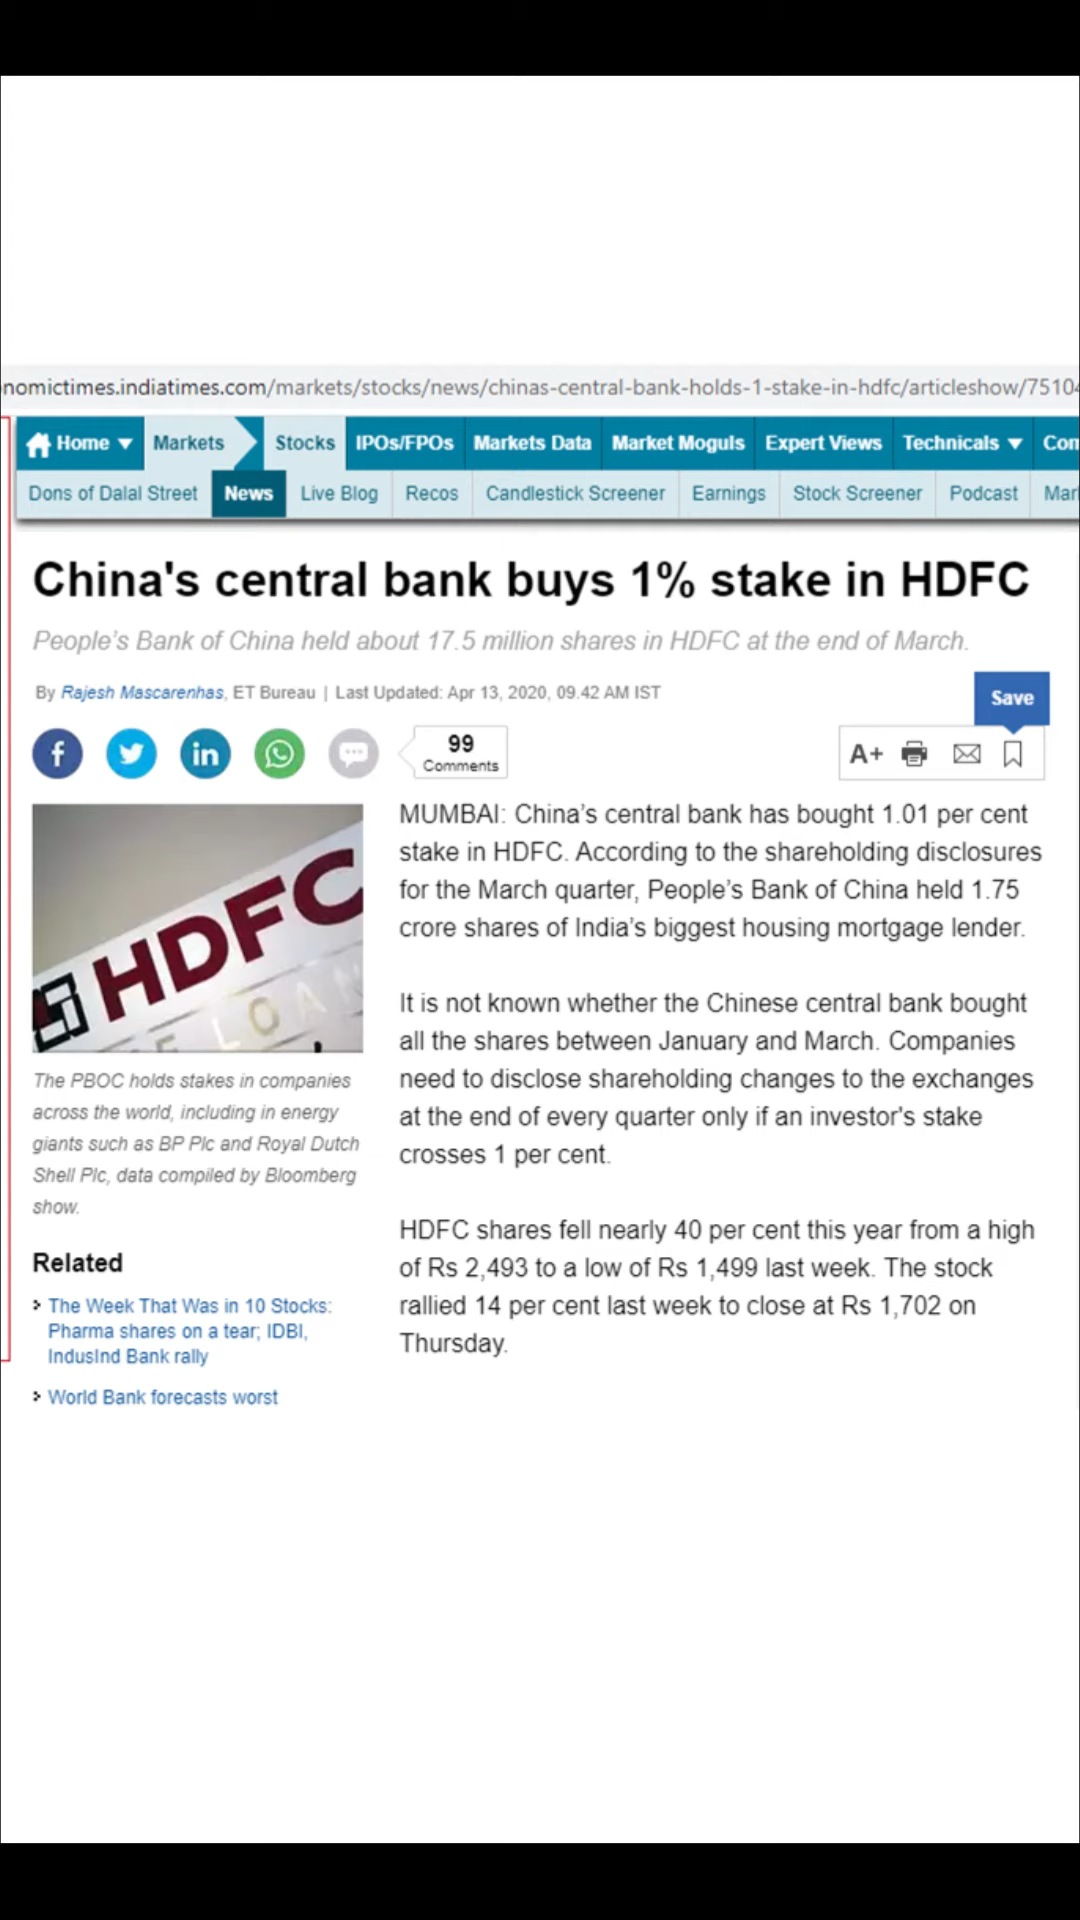 nomictimes.indiatimes.com/markets/stocks/news/chinas-central-bank-holds-1-stake-in-hdfc/articleshow/7510
Home Markets Stocks IPOs/FPOs Markets Data Market Moguls Expert Views Technicals
Dons of Dalal Street News Live Blog Recos Candlestick Screener Earnings Stock Screener Podcast
China's central bank buys 1% stake in HDFC
People's Bank of China held about 17.5 million shares in HDFC at the end of March.
By Rajesh Mascarenhas, ET Bureau | Last Updated: Apr 13, 2020, 09.42 AM IST
Save
99
Comments
A+
HDFC
LOAN
The PBOC holds stakes in companies
across the world, including in energy
giants such as BP Plc and Royal Dutch
Shell Plc, data compiled by Bloomberg
show.
Related
The Week That Was in 10 Stocks:
Pharma shares on a tear; IDBI,
IndusInd Bank rally
World Bank forecasts worst
MUMBAI: China's central bank has bought 1.01 per cent
stake in HDFC. According to the shareholding disclosures
for the March quarter, People's Bank of China held 1.75
crore shares of India's biggest housing mortgage lender.
It is not known whether the Chinese central bank bought
all the shares between January and March. Companies
need to disclose shareholding changes to the exchanges
at the end of every quarter only if an investor's stake
crosses 1 per cent.
HDFC shares fell nearly 40 per cent this year from a high
of Rs 2,493 to a low of Rs 1,499 last week. The stock
rallied 14 per cent last week to close at Rs 1,702 on
Thursday.